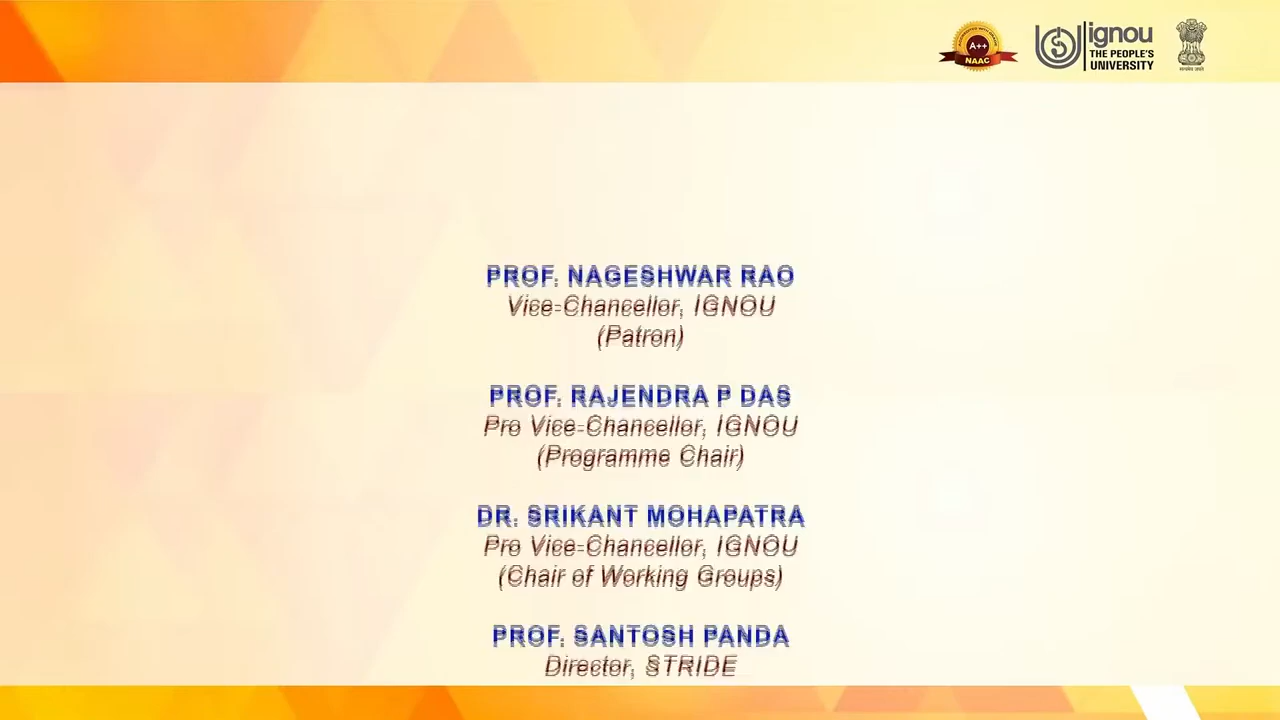 A++
NAAC
ignou
THE PEOPLE'S
UNIVERSITY
PROF. NAGESHWAR RAO
Vice-Chancellor, IGNOU
(Patron)
PROF. RAJENDRA P DAS
Pro Vice-Chancellor, IGNOU
(Programme Chair)
DR. SRIKANT MOHAPATRA
Pro Vice-Chancellor, IGNOU
(Chair of Working Groups)
PROF. SANTOSH PANDA
Director, STRIDE